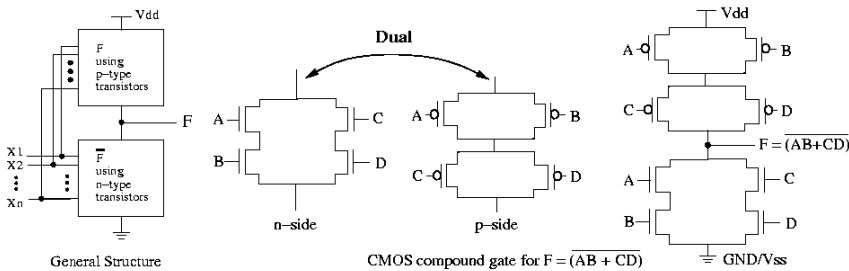 Vdd
F
using
p-type
transistors
F
X1
X2
Xn
F̅
using
n-type
transistors
General Structure
Dual
A
C
B
D
n-side
A
B
C
D
p-side
CMOS compound gate for F = (AB + CD)
Vdd
A
B
C
D
F = (AB+CD)
A
C
B
D
GND/Vss